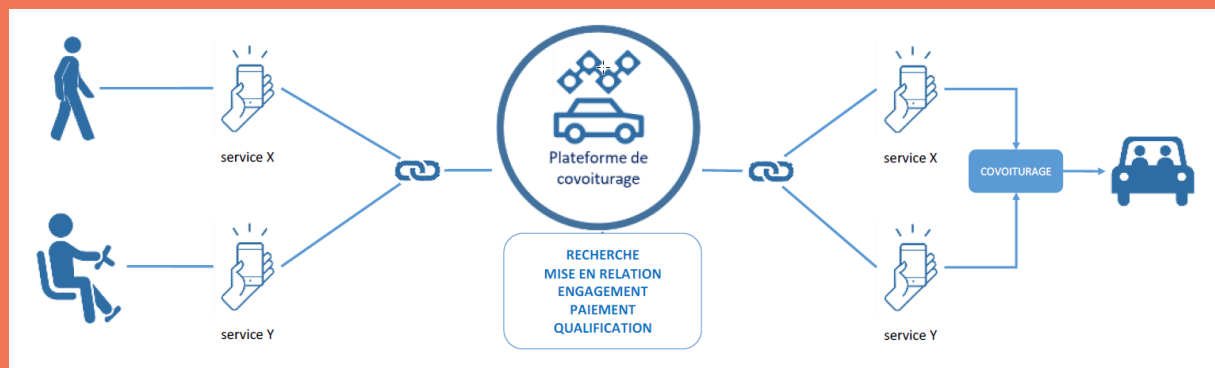 service X
service Y
Plateforme de
covoiturage
RECHERCHE
MISE EN RELATION
ENGAGEMENT
PAIEMENT
QUALIFICATION
service X
service Y
COVOITURAGE